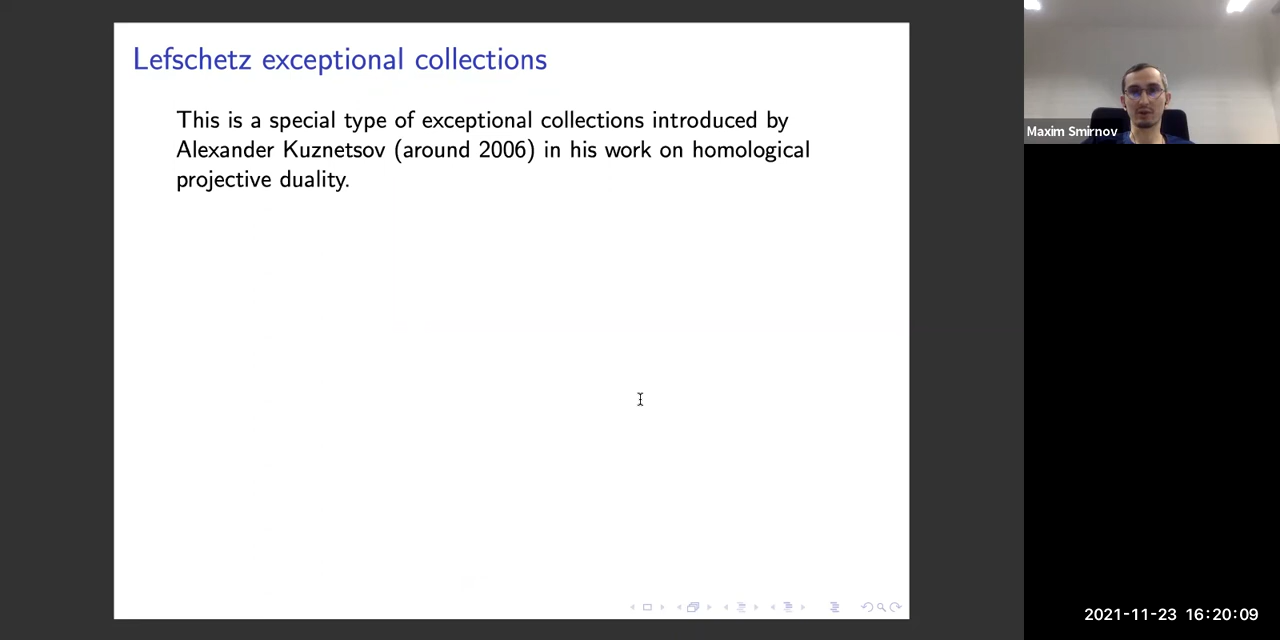 Lefschetz exceptional collections
This is a special type of exceptional collections introduced by
Alexander Kuznetsov (around 2006) in his work on homological
projective duality.
Maxim Smirnov
2021-11-23 16:20:09